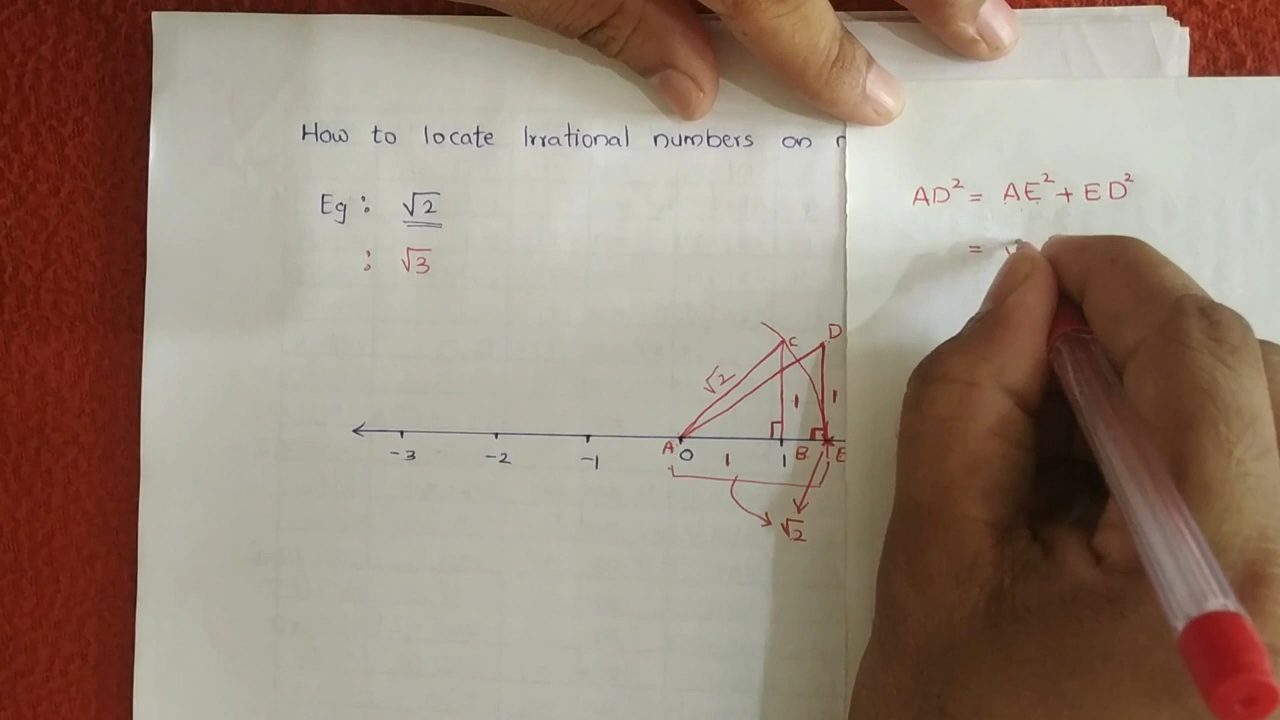 How to locate Irrational numbers on
Eg : √2
: √3
AD² = AE² + ED²
=
C D
√2 1 1
A 1 B E
-3 -2 -1 0 1
√2